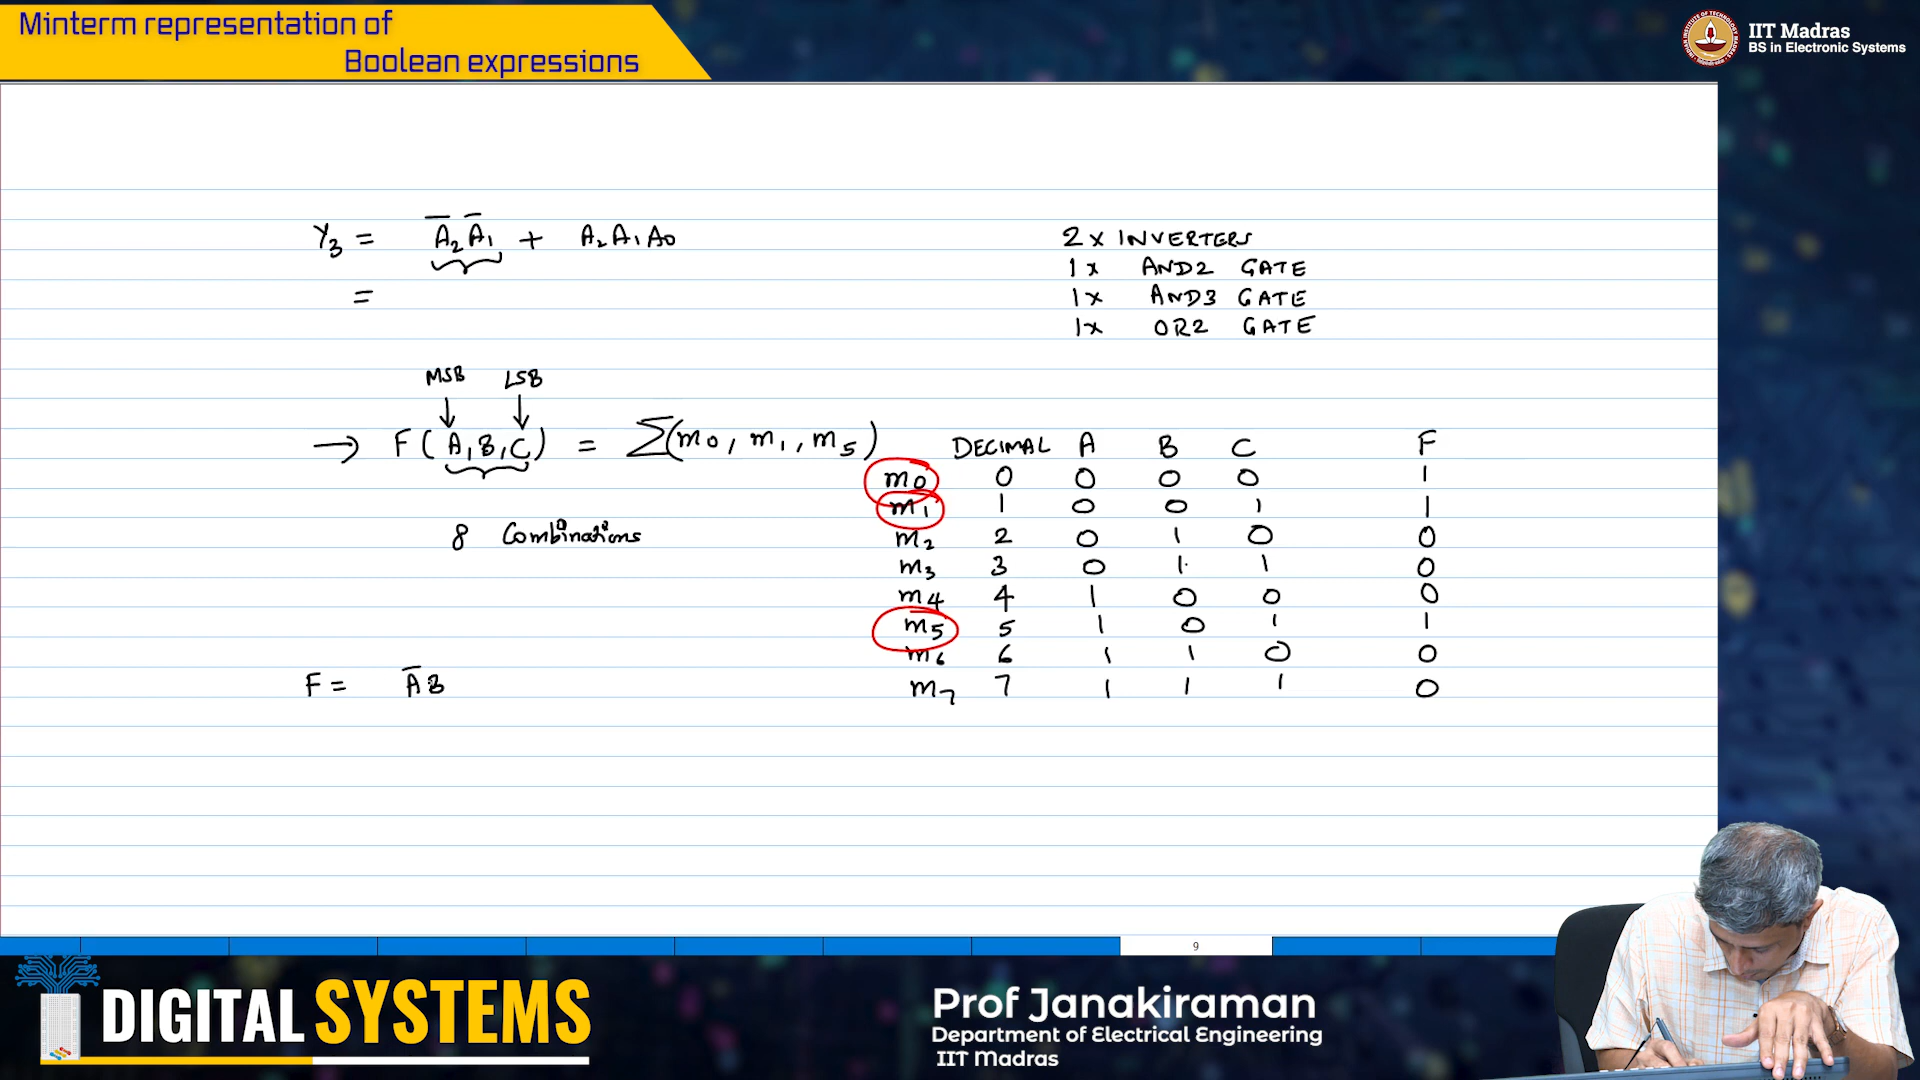 Minterm representation of
Boolean expressions
IIT Madras
BS in Electronic Systems
Y₃ = A̅₂A̅₁ + A₂A₁A₀
=
2x INVERTERS
1x AND2 GATE
1x AND3 GATE
1x OR2 GATE
MSB LSB
→ F(A,B,C) = Σ(m₀, m₁, m₅)
8 Combinations
F = A̅B
DECIMAL A B C F
m₀ 0 0 0 0 1
m₁ 1 0 0 1 1
m₂ 2 0 1 0 0
m₃ 3 0 1 1 0
m₄ 4 1 0 0 0
m₅ 5 1 0 1 1
m₆ 6 1 1 0 0
m₇ 7 1 1 1 0
9
DIGITAL SYSTEMS
Prof Janakiraman
Department of Electrical Engineering
IIT Madras